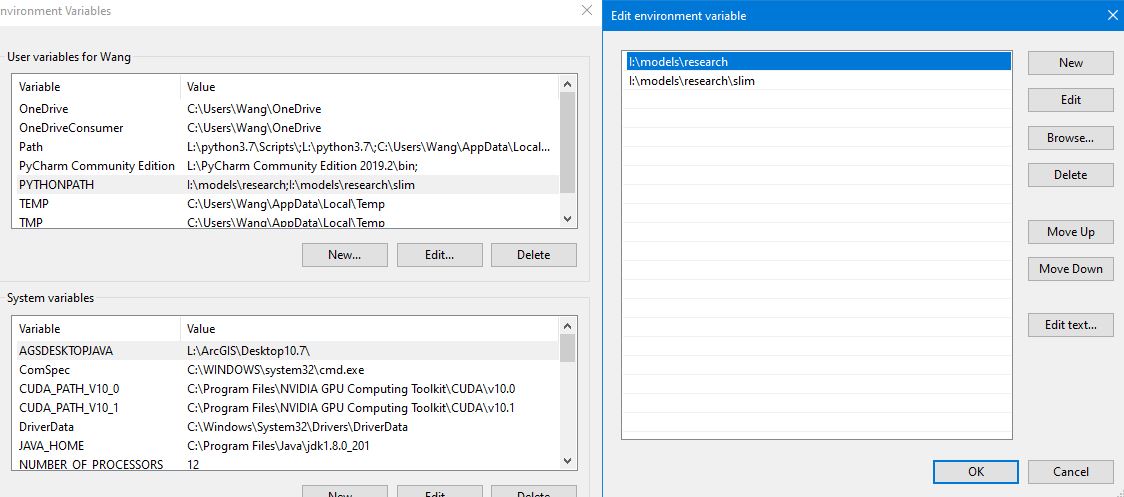 nvironment Variables
User variables for Wang
Variable Value
OneDrive C:\Users\Wang\OneDrive
OneDriveConsumer C:\Users\Wang\OneDrive
Path L:\python3.7\Scripts\;L:\python3.7\;C:\Users\Wang\AppData\Local...
PyCharm Community Edition L:\PyCharm Community Edition 2019.2\bin;
PYTHONPATH l:\models\research;l:\models\research\slim
TEMP C:\Users\Wang\AppData\Local\Temp
TMP C:\Users\Wang\AppData\Local\Temp
New... Edit... Delete
System variables
Variable Value
AGSDESKTOPJAVA L:\ArcGIS\Desktop10.7\
ComSpec C:\WINDOWS\system32\cmd.exe
CUDA_PATH_V10_0 C:\Program Files\NVIDIA GPU Computing Toolkit\CUDA\v10.0
CUDA_PATH_V10_1 C:\Program Files\NVIDIA GPU Computing Toolkit\CUDA\v10.1
DriverData C:\Windows\System32\Drivers\DriverData
JAVA_HOME C:\Program Files\Java\jdk1.8.0_201
NUMBER_OF_PROCESSORS 12
New... Edit... Delete
Edit environment variable
l:\models\research
l:\models\research\slim
New
Edit
Browse...
Delete
Move Up
Move Down
Edit text...
OK Cancel